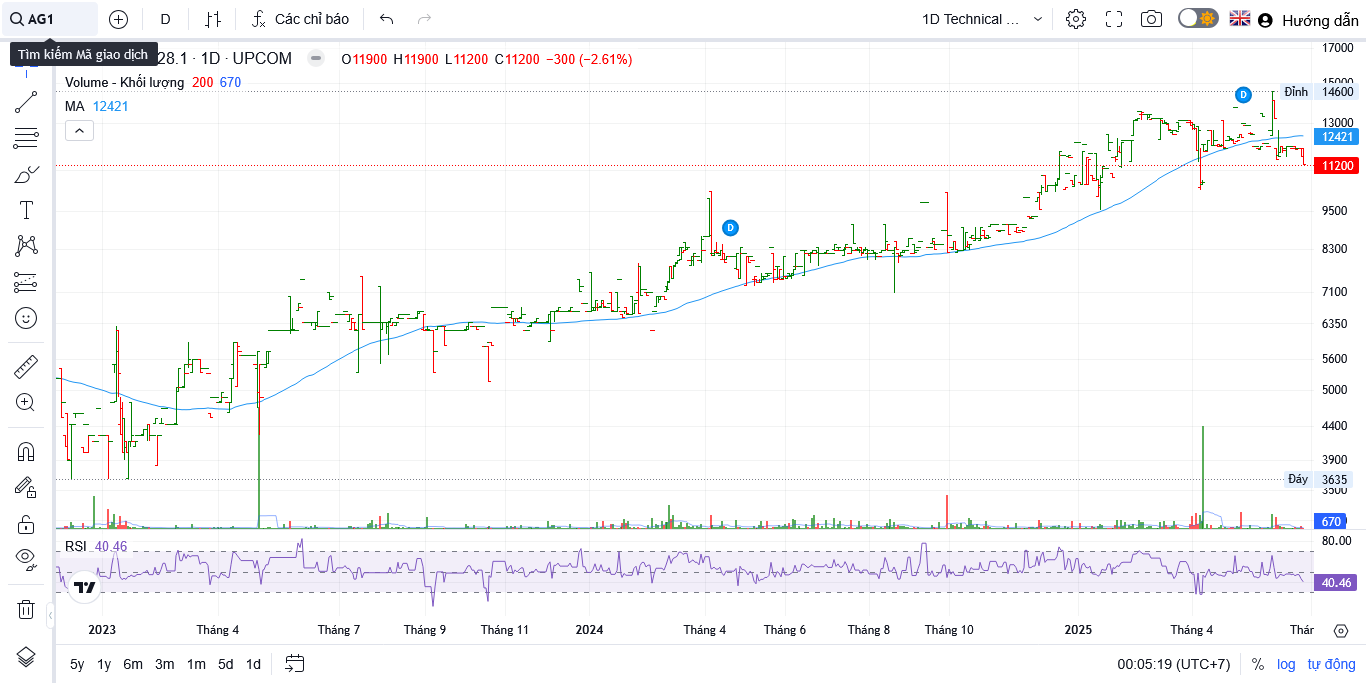 AG1 D Các chỉ báo 1D Technical ... Hướng dẫn
Tìm kiếm Mã giao dịch
28.1 · 1D · UPCOM O11900 H11900 L11200 C11200 −300 (−2.61%)
Volume - Khối lượng 200 670
MA 12421
17000
15000
Đỉnh 14600
13000
12421
11200
9500
8300
7100
6350
5600
5000
4400
3900
Đáy 3635
3500
670
D
D
D
RSI 40.46
80.00
40.46
2023 Tháng 4 Tháng 7 Tháng 9 Tháng 11 2024 Tháng 4 Tháng 6 Tháng 8 Tháng 10 2025 Tháng 4 Thár
5y 1y 6m 3m 1m 5d 1d 00:05:19 (UTC+7) % log tự động